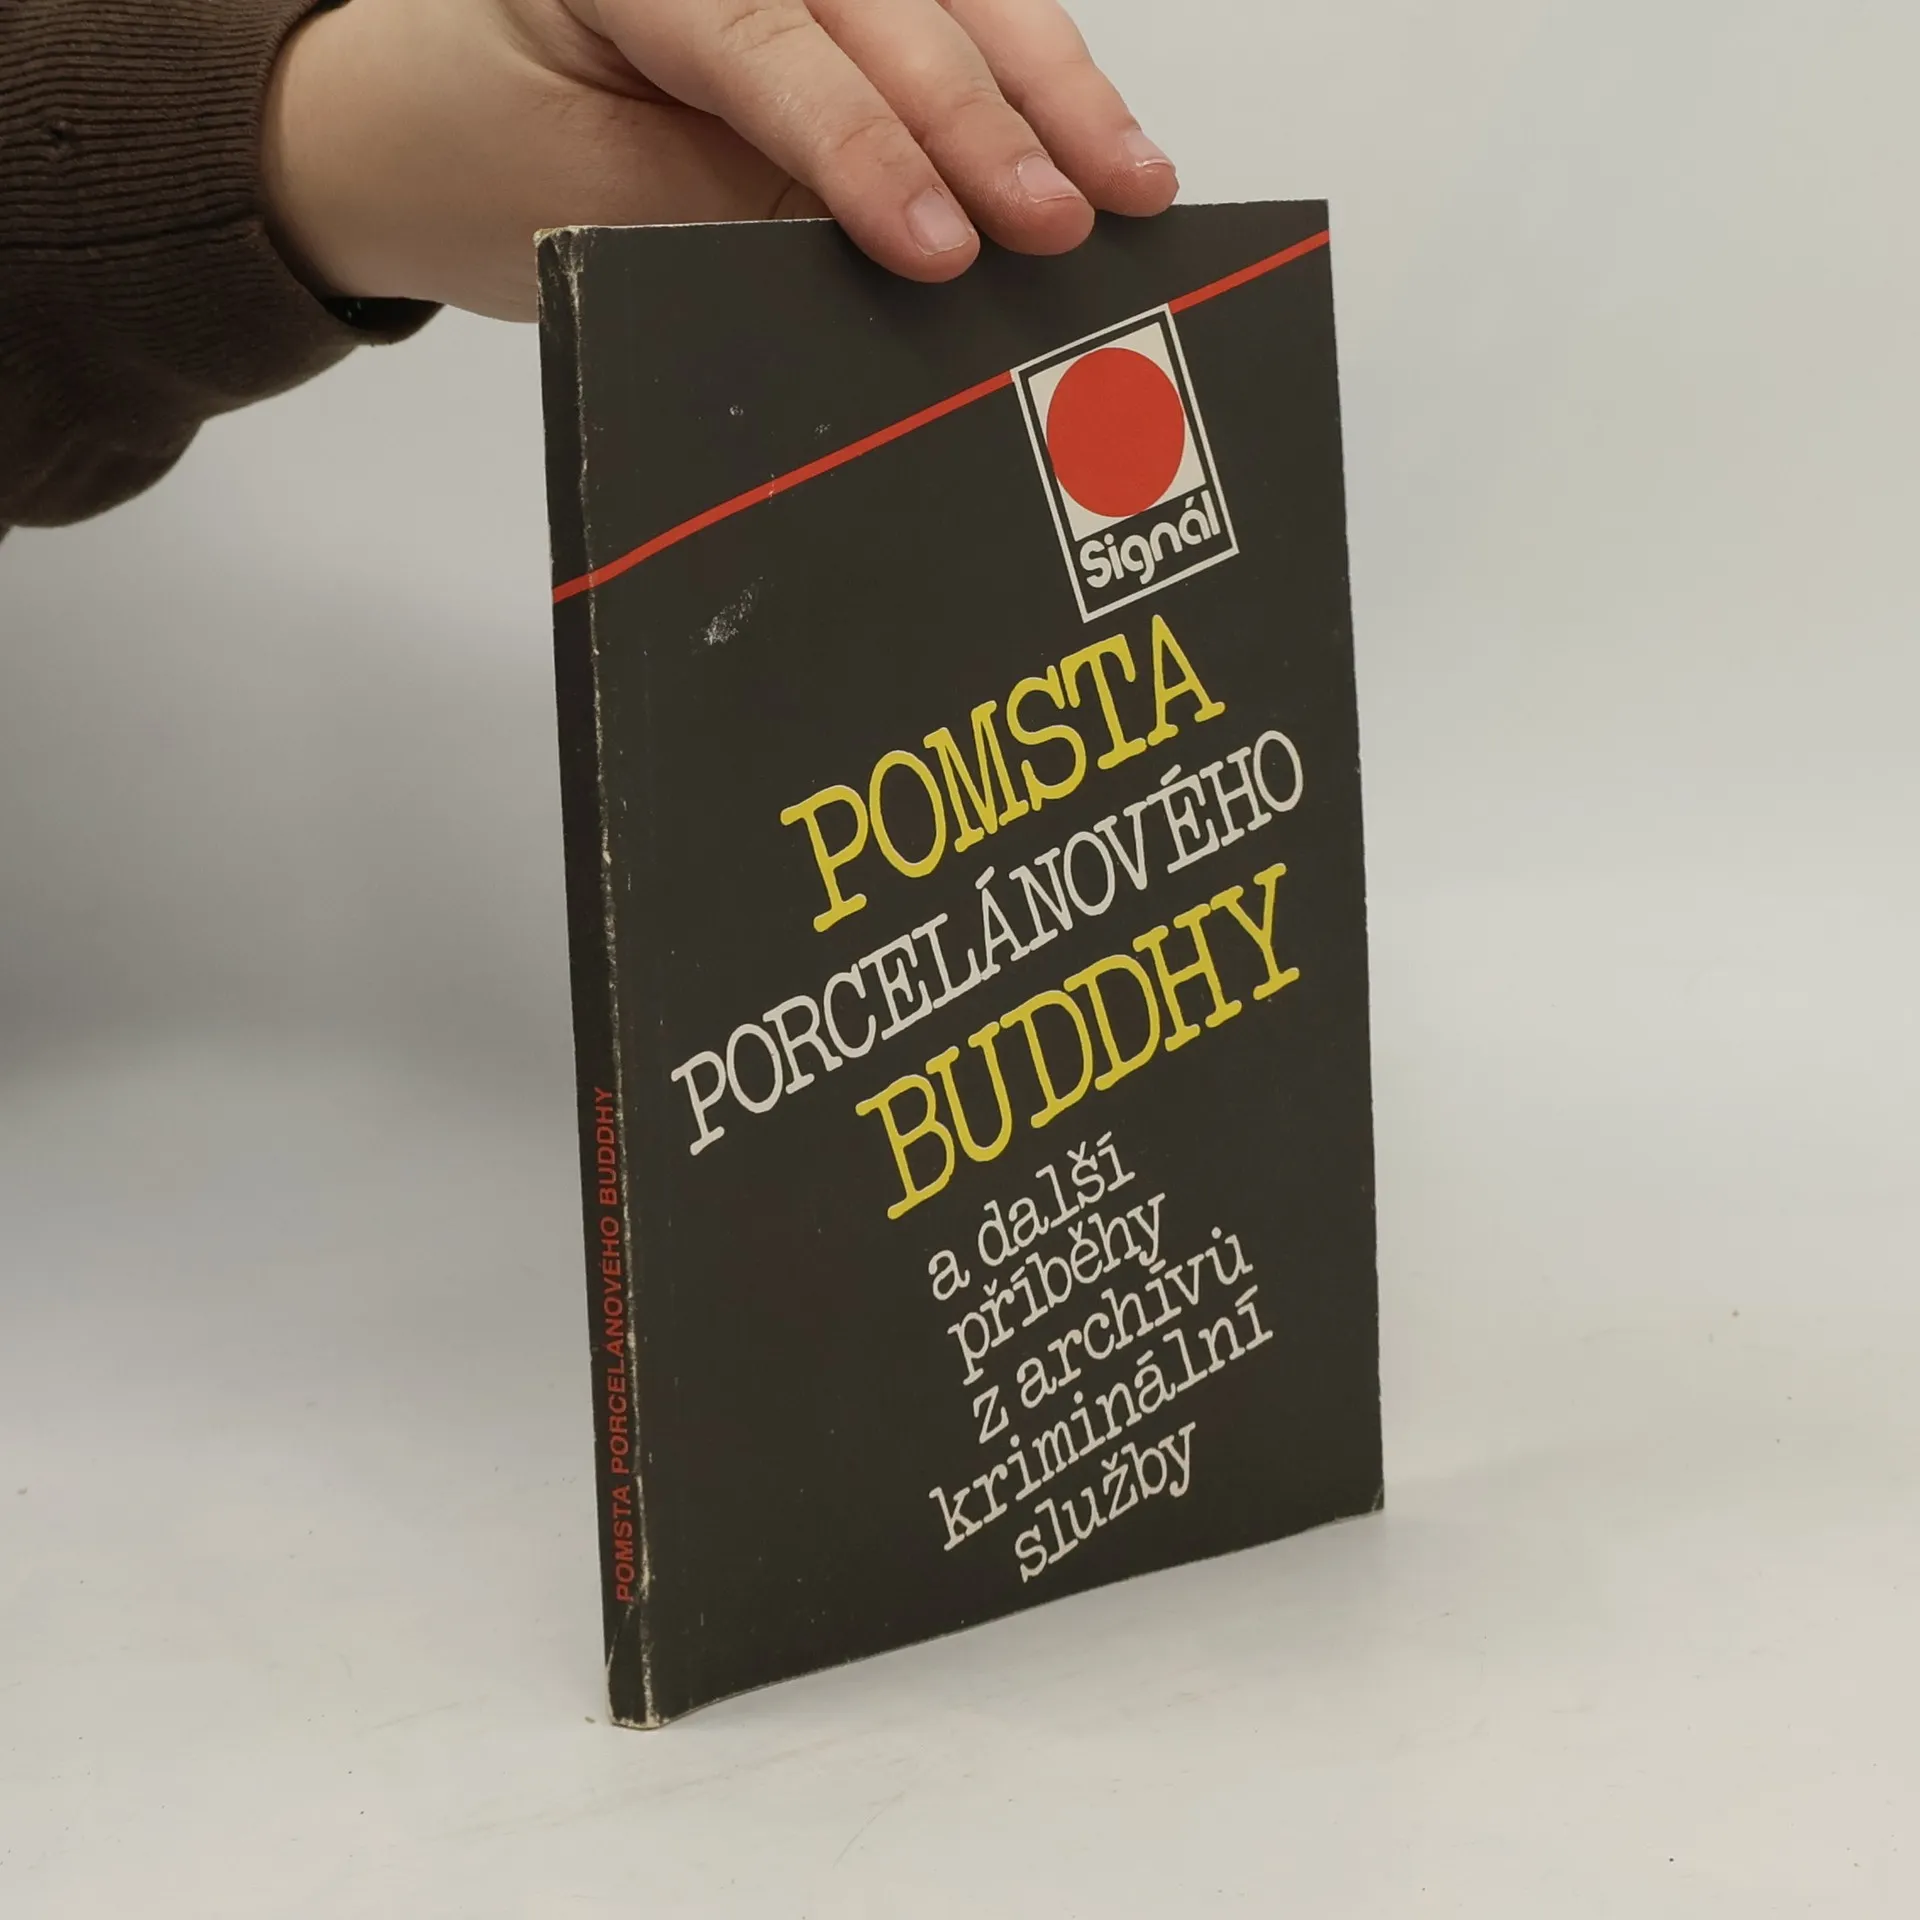 Signál
POMSTA
PORCELÁNOVÉHO
BUDDHY
a další
příběhy
z archívů
kriminální
služby
POMSTA PORCELÁNOVÉHO BUDDHY